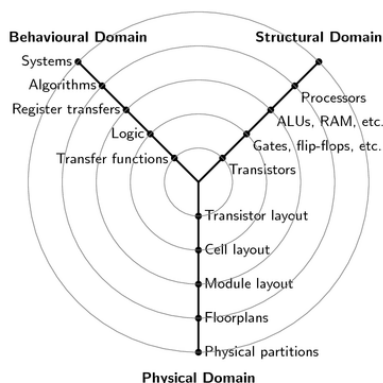 Behavioural Domain
Structural Domain
Systems
Algorithms
Processors
Register transfers
ALUs, RAM, etc.
Logic
Gates, flip-flops, etc.
Transfer functions
Transistors
Transistor layout
Cell layout
Module layout
Floorplans
Physical partitions
Physical Domain